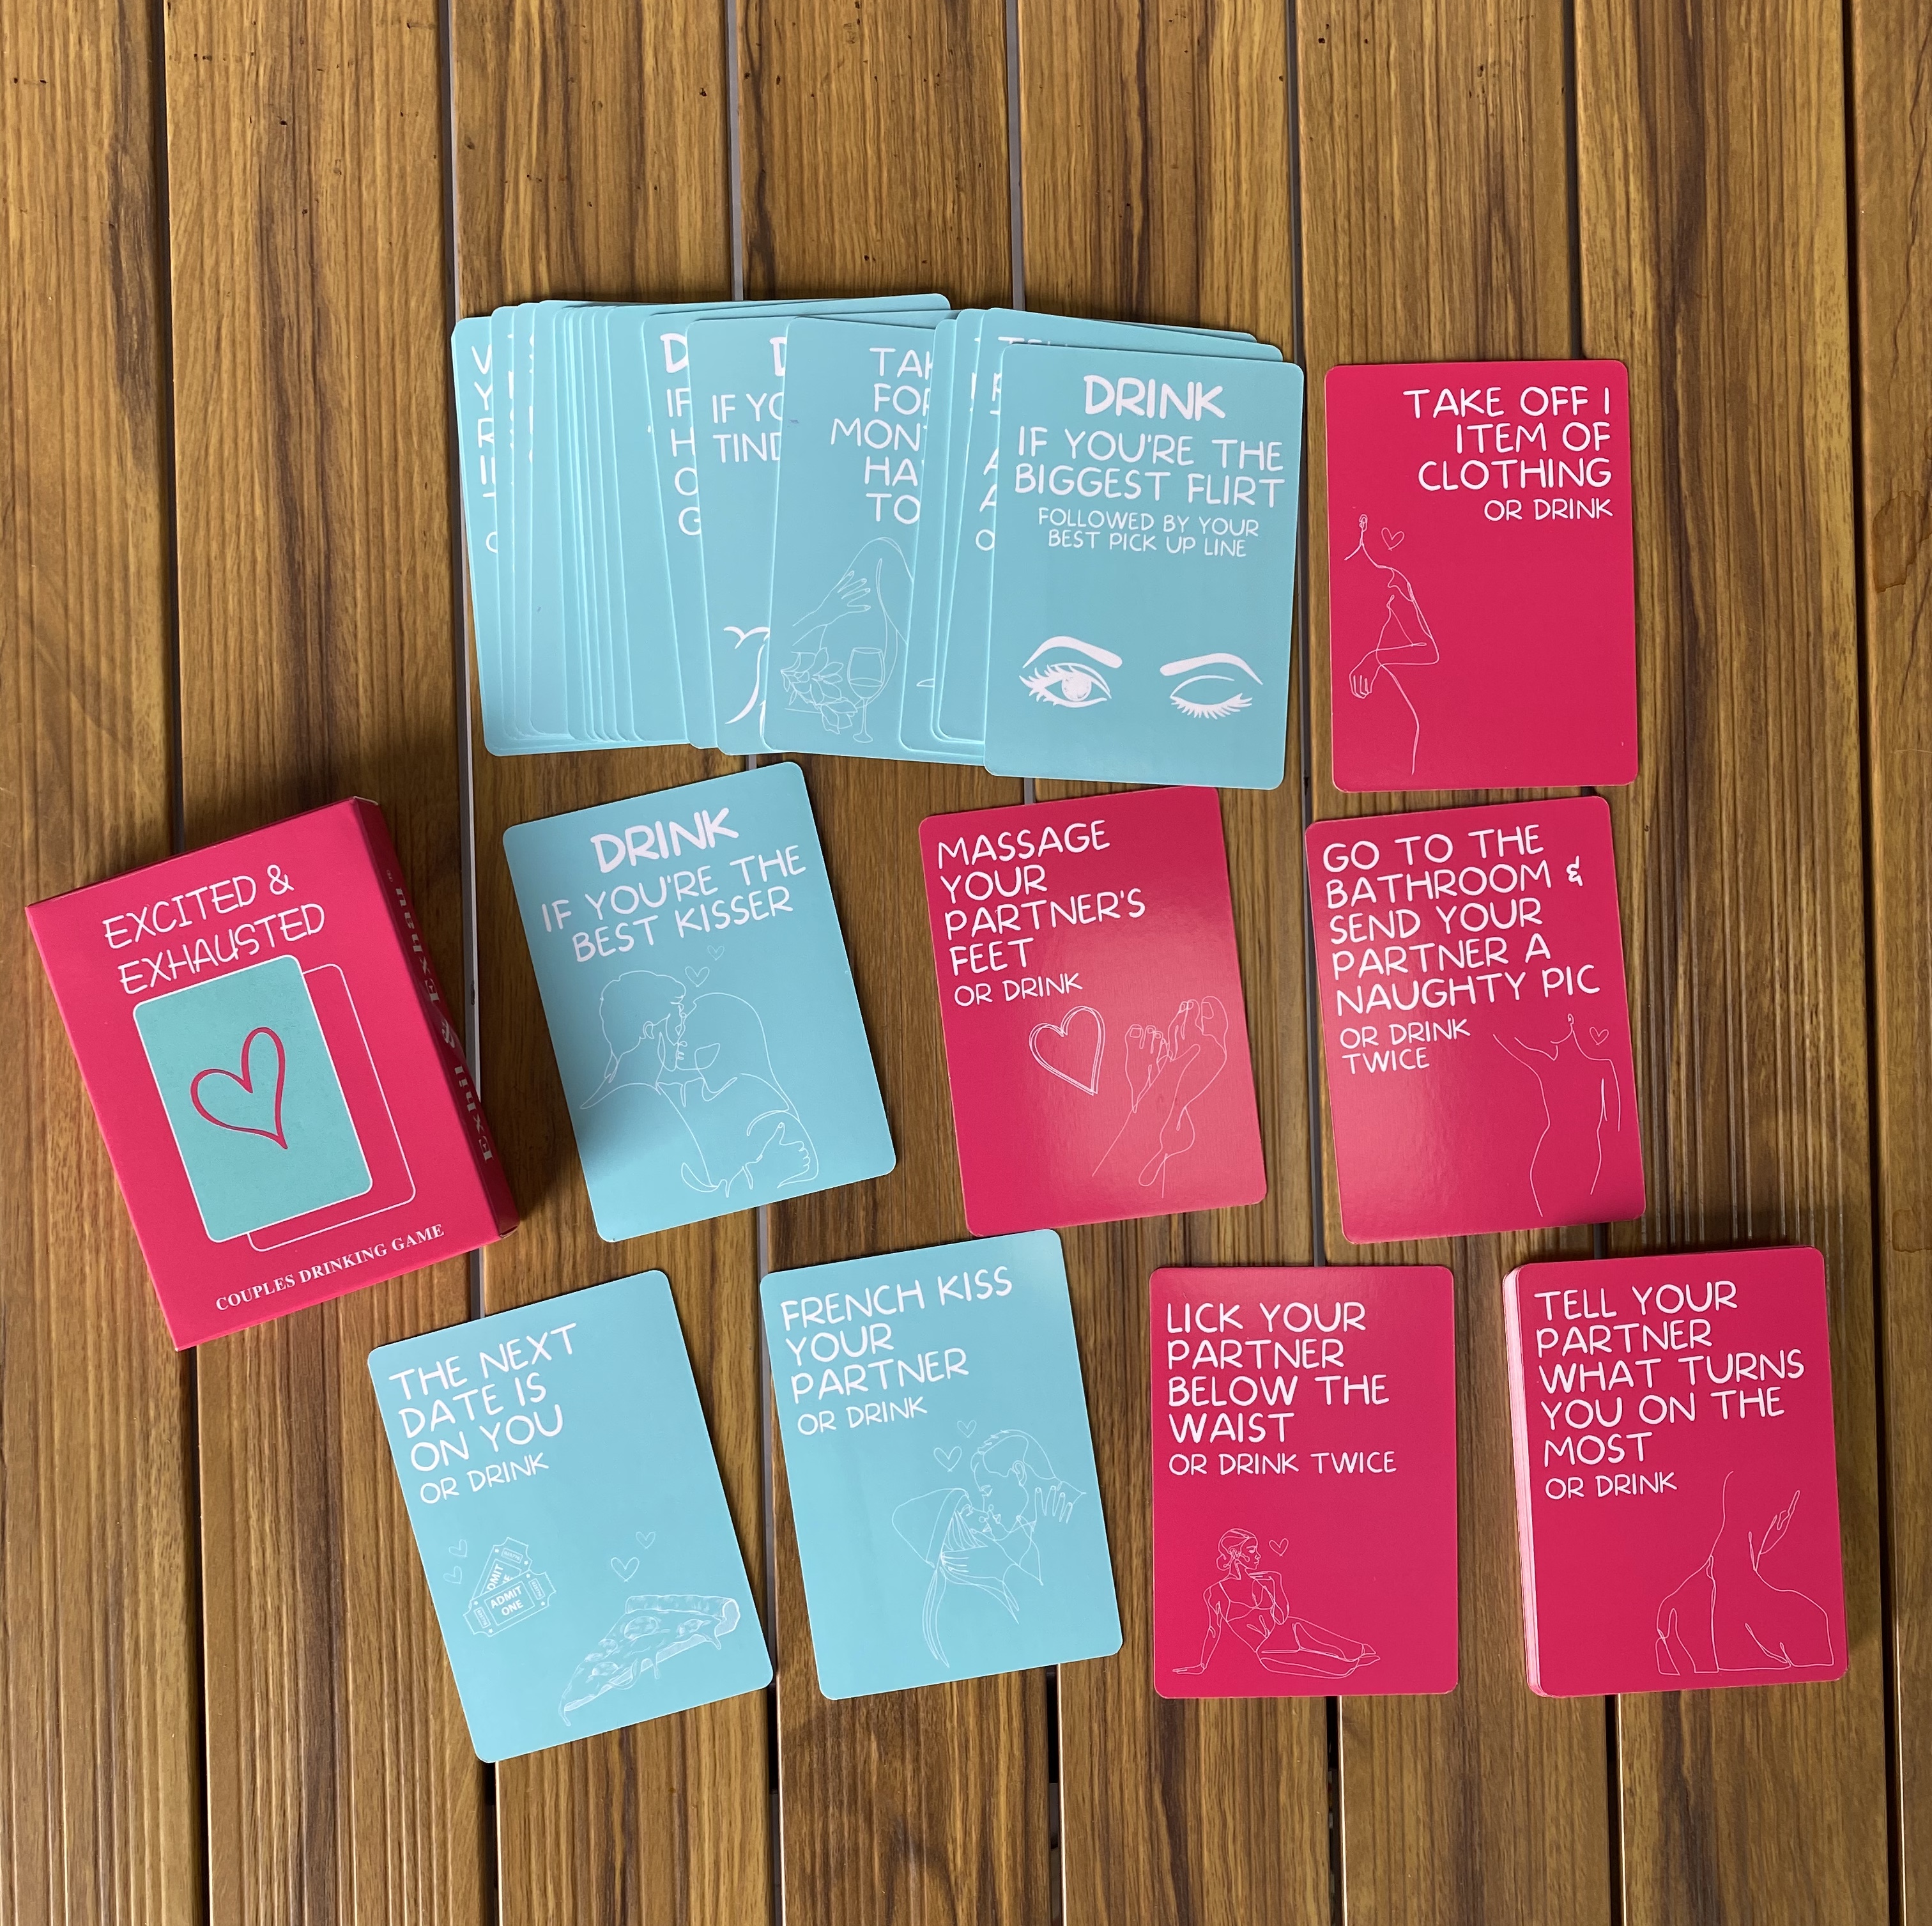 DRINK
IF YOU'RE THE
BIGGEST FLIRT
FOLLOWED BY YOUR
BEST PICK UP LINE
TAKE OFF 1
ITEM OF
CLOTHING
OR DRINK
EXCITED &
EXHAUSTED
COUPLES DRINKING GAME
DRINK
IF YOU'RE THE
BEST KISSER
MASSAGE
YOUR
PARTNER'S
FEET
OR DRINK
GO TO THE
BATHROOM &
SEND YOUR
PARTNER A
NAUGHTY PIC
OR DRINK
TWICE
THE NEXT
DATE IS
ON YOU
OR DRINK
ADMIT
ONE
FRENCH KISS
YOUR
PARTNER
OR DRINK
LICK YOUR
PARTNER
BELOW THE
WAIST
OR DRINK TWICE
TELL YOUR
PARTNER
WHAT TURNS
YOU ON THE
MOST
OR DRINK